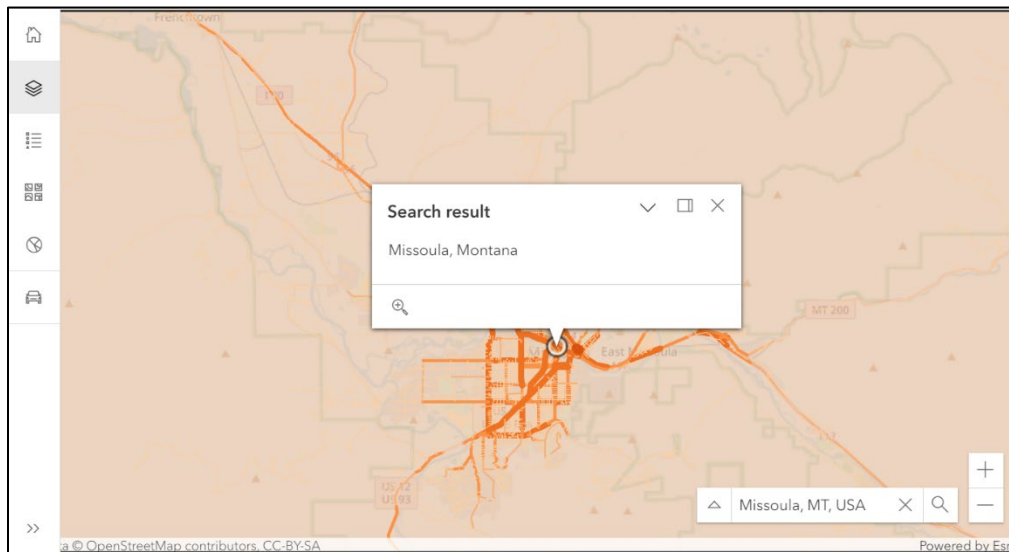 Frenchtown
I 90
Search result
Missoula, Montana
MT 200
East Missoula
US 12
US 93
Missoula, MT, USA
© OpenStreetMap contributors, CC-BY-SA
Powered by Esr